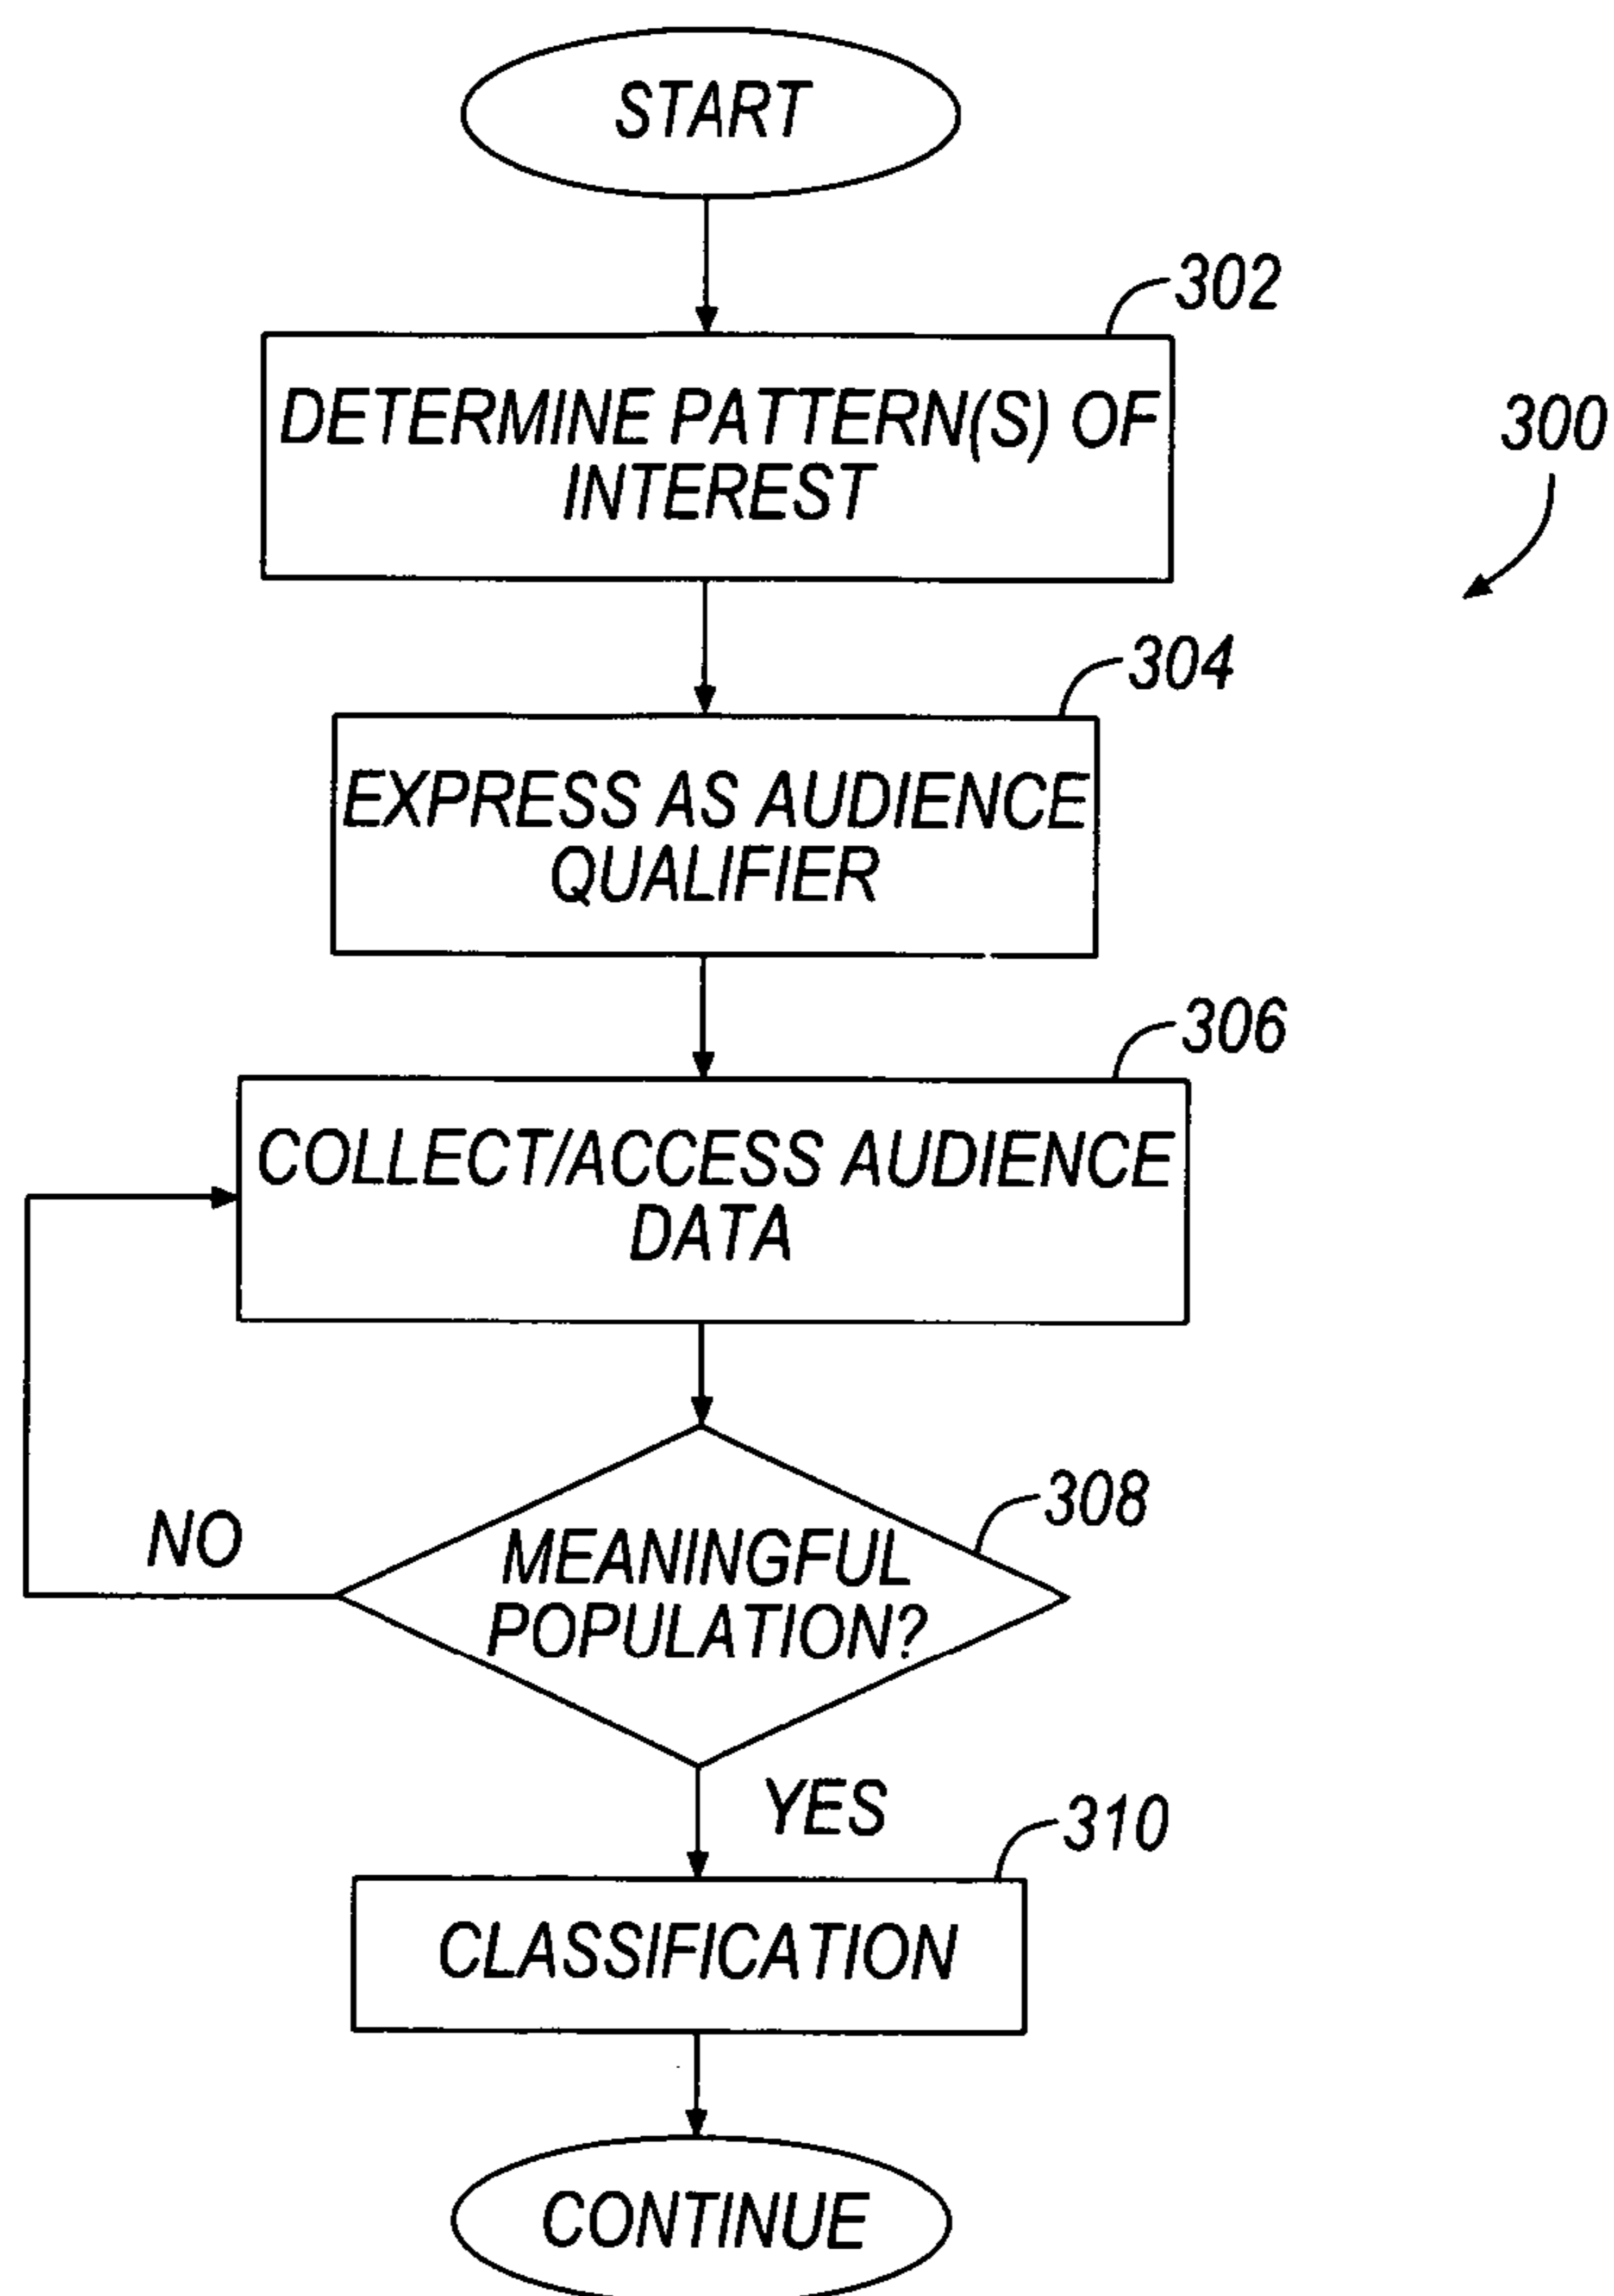 START
302
DETERMINE PATTERN(S) OF
INTEREST
300
304
EXPRESS AS AUDIENCE
QUALIFIER
306
COLLECT/ACCESS AUDIENCE
DATA
308
NO
MEANINGFUL
POPULATION?
YES
310
CLASSIFICATION
CONTINUE